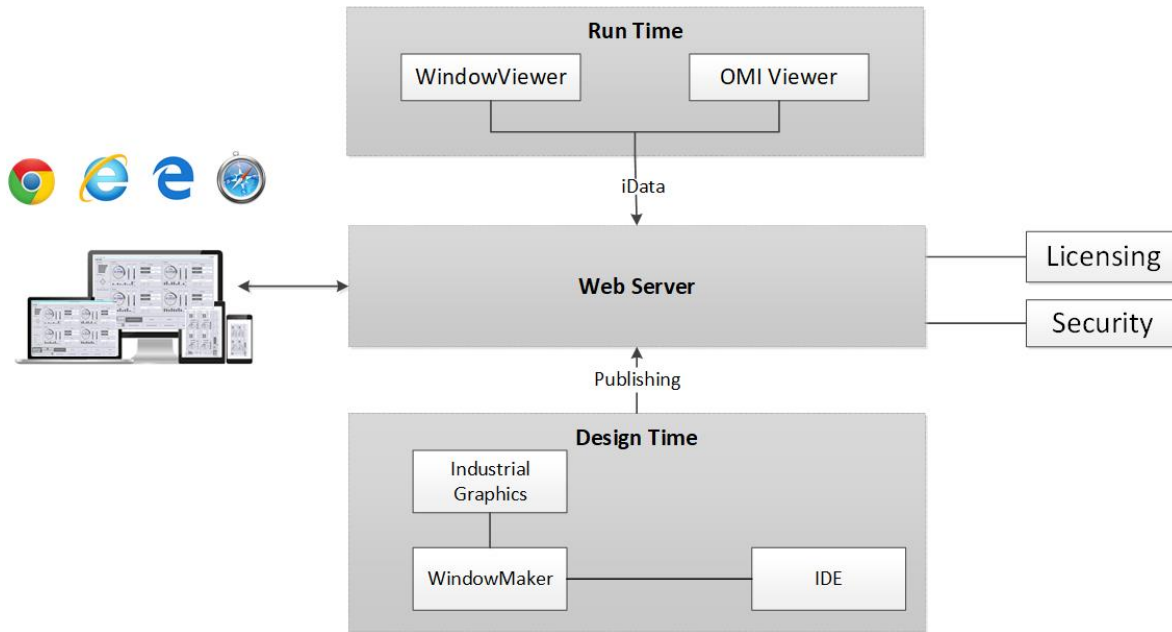 Run Time
WindowViewer
OMI Viewer
iData
Web Server
Licensing
Security
Publishing
Design Time
Industrial
Graphics
WindowMaker
IDE